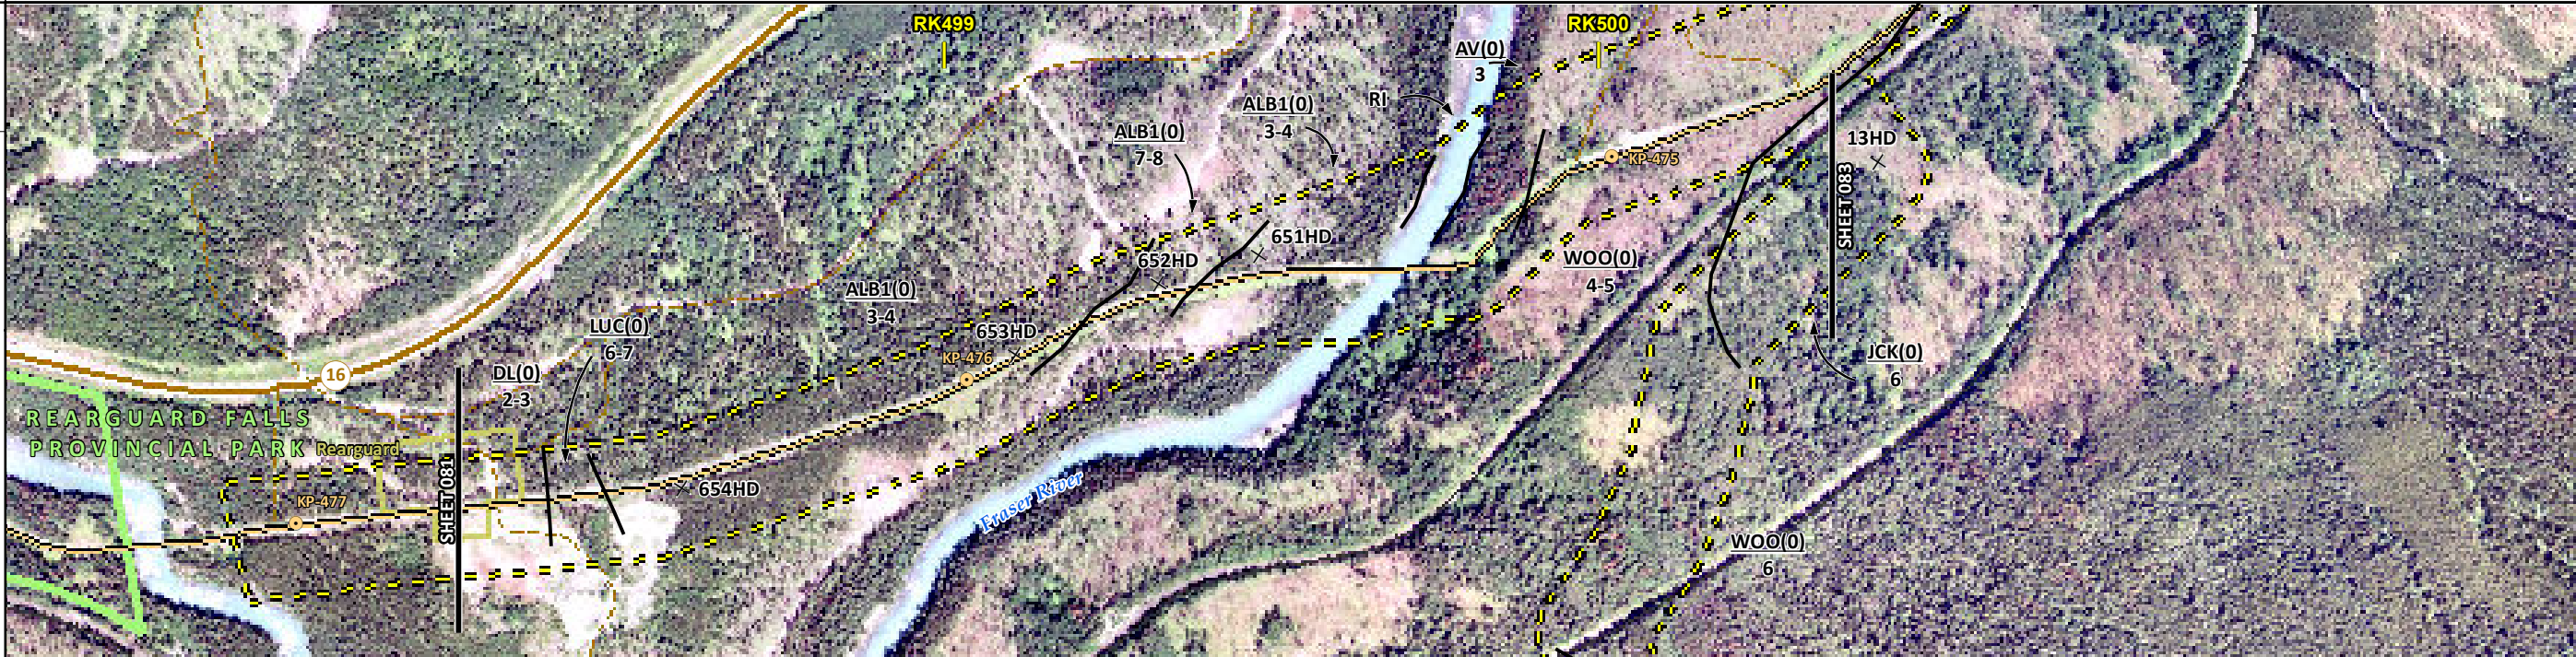 RK499
RK500
AV(0)
3
ALB1(0)
3-4
RI
ALB1(0)
7-8
13HD
KP-475
SHEET 083
651HD
652HD
WOO(0)
4-5
ALB1(0)
3-4
653HD
KP-476
LUC(0)
6-7
JCK(0)
6
16
DL(0)
2-3
REARGUARD FALLS
PROVINCIAL PARK
Rearguard
SHEET 081
654HD
KP-477
Fraser River
WOO(0)
6